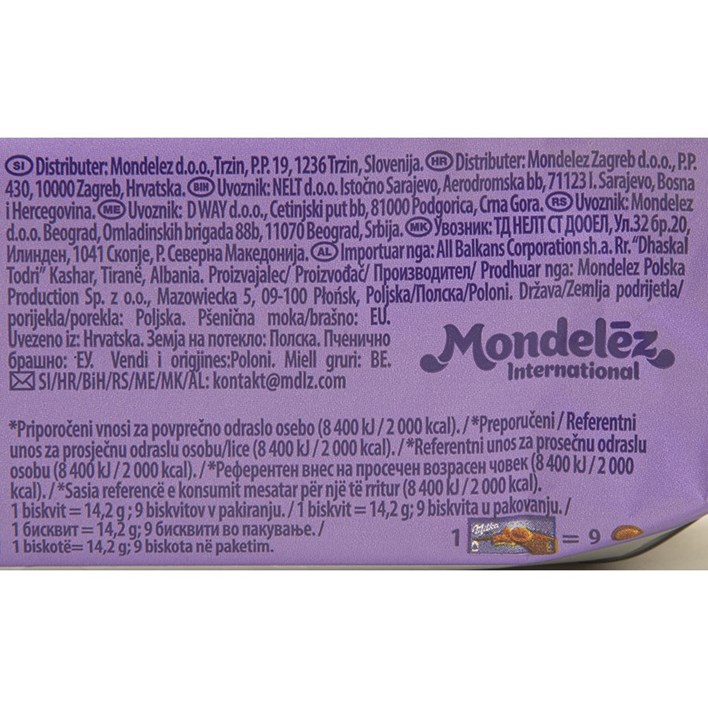 SI Distributer: Mondelez d.o.o., Trzin, P.P. 19, 1236 Trzin, Slovenija. HR Distributer: Mondelez Zagreb d.o.o., P.P.
430, 10000 Zagreb, Hrvatska. BIH Uvoznik: NELT d.o.o. Istočno Sarajevo, Aerodromska bb, 71123 I. Sarajevo, Bosna
i Hercegovina. ME Uvoznik: D WAY d.o.o., Cetinjski put bb, 81000 Podgorica, Crna Gora. RS Uvoznik: Mondelez
d.o.o. Beograd, Omladinskih brigada 88b, 11070 Beograd, Srbija. MK Увозник: ТД НЕЛТ СТ ДООЕЛ, Ул.32 бр.20,
Илинден, 1041 Скопје, Р. Северна Македонија. AL Importuar nga: All Balkans Corporation sh.a. Rr. "Dhaskal
Todri" Kashar, Tiranë, Albania. Proizvajalec/ Proizvođač/ Производител/ Prodhuar nga: Mondelez Polska
Production Sp. z o.o., Mazowiecka 5, 09-100 Płońsk, Poljska/Полска/Poloni. Država/Zemlja podrijetla/
porijekla/porekla: Poljska. Pšenična moka/brašno: EU.
Uvezeno iz: Hrvatska. Земја на потекло: Полска. Пченично
брашно: ЕУ. Vendi i origjines:Poloni. Miell gruri: BE.
SI/HR/BiH/RS/ME/MK/AL: kontakt@mdlz.com
Mondelēz
International
*Priporočeni vnosi za povprečno odraslo osebo (8 400 kJ / 2 000 kcal). / *Preporučeni / Referentni
unos za prosječnu odraslu osobu/lice (8 400 kJ / 2 000 kcal). / *Referentni unos za prosečnu odraslu
osobu (8 400 kJ / 2 000 kcal). / *Референтен внес на просечен возрасен човек (8 400 kJ / 2 000
kcal). / *Sasia referencë e konsumit mesatar për një të rritur (8 400 kJ / 2 000 kcal).
1 biskvit = 14,2 g ; 9 biskvitov v pakiranju. / 1 biskvit = 14,2 g; 9 biskvita u pakovanju. /
1 бисквит = 14,2 g; 9 бисквити во пакување. /
1 biskotë= 14,2g; 9 biskota në paketim.
1 Milka = 9